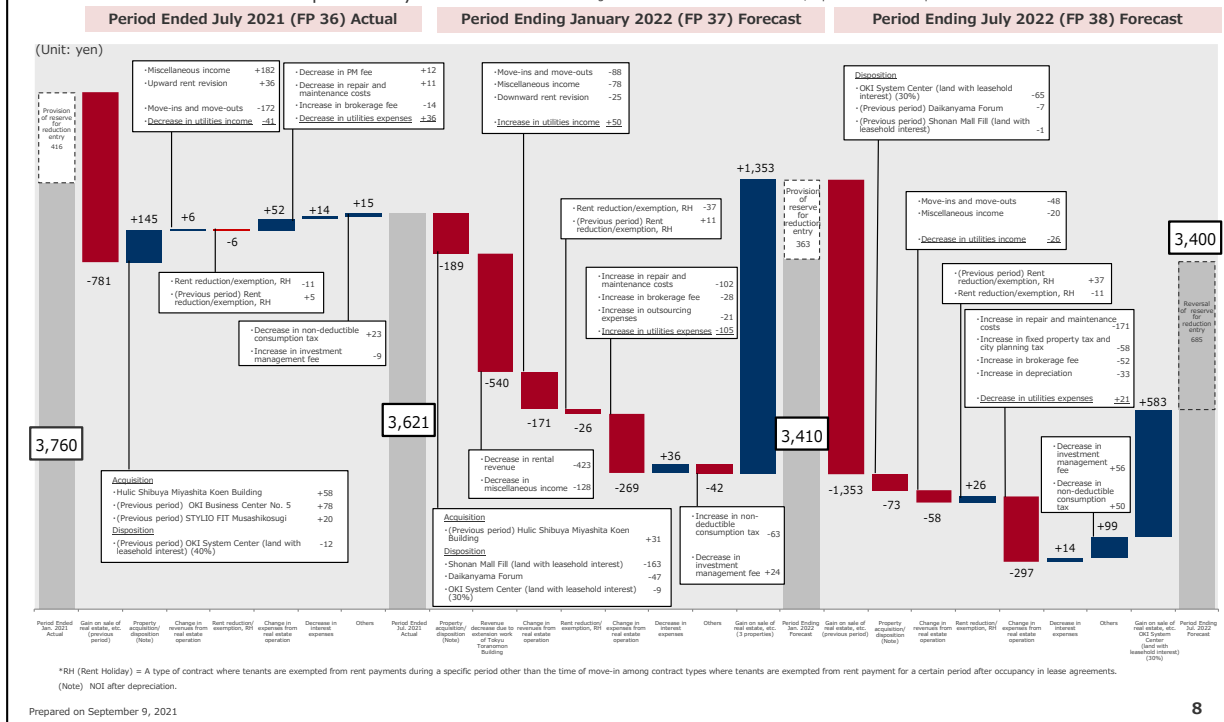 Period Ended July 2021 (FP 36) Actual
Period Ending January 2022 (FP 37) Forecast
Period Ending July 2022 (FP 38) Forecast
(Unit: yen)
Provision
of reserve
for
reduction
entry
416
3,760
-781
+145
+6
-6
+52
+14
+15
・Miscellaneous income +182
・Upward rent revision +36
・Move-ins and move-outs -172
・Decrease in utilities income -41
・Decrease in PM fee +12
・Decrease in repair and
maintenance costs +11
・Increase in brokerage fee -14
・Decrease in utilities expenses +36
・Rent reduction/exemption, RH -11
・(Previous period) Rent
reduction/exemption, RH +5
・Decrease in non-deductible
consumption tax +23
・Increase in investment
management fee -9
Acquisition
・Hulic Shibuya Miyashita Koen Building +58
・(Previous period) OKI Business Center No. 5 +78
・(Previous period) STYLIO FIT Musashikosugi +20
Disposition
・(Previous period) OKI System Center (land with
leasehold interest) (40%) -12
3,621
-189
-540
-171
-26
-269
+36
-42
+1,353
・Move-ins and move-outs -88
・Miscellaneous income -78
・Downward rent revision -25
・Increase in utilities income +50
・Rent reduction/exemption, RH -37
・(Previous period) Rent
reduction/exemption, RH +11
・Increase in repair and
maintenance costs -102
・Increase in brokerage fee -28
・Increase in outsourcing
expenses -21
・Increase in utilities expenses -105
・Decrease in rental
revenue -423
・Decrease in
miscellaneous income -128
Acquisition
・(Previous period) Hulic Shibuya Miyashita Koen
Building +31
Disposition
・Shonan Mall Fill (land with leasehold interest) -163
・Daikanyama Forum -47
・OKI System Center (land with leasehold interest)
(30%) -9
・Increase in non-
deductible
consumption tax -63
・Decrease in
investment
management fee +24
Provision
of
reserve
for
reduction
entry
363
3,410
-1,353
-73
-58
+26
-297
+14
+99
+583
Disposition
・OKI System Center (land with leasehold
interest) (30%) -65
・(Previous period) Daikanyama Forum -7
・(Previous period) Shonan Mall Fill (land with
leasehold interest) -1
・Move-ins and move-outs -48
・Miscellaneous income -20
・Decrease in utilities income -26
・(Previous period) Rent
reduction/exemption, RH +37
・Rent reduction/exemption, RH -11
・Increase in repair and maintenance
costs -171
・Increase in fixed property tax and
city planning tax -58
・Increase in brokerage fee -52
・Increase in depreciation -33
・Decrease in utilities expenses +21
・Decrease in
investment
management
fee +56
・Decrease in
non-deductible
consumption
tax +50
3,400
Reversal
of reserve
for
reduction
entry
685
Period Ended
Jan. 2021
Actual
Gain on sale of
real estate, etc.
(previous
period)
Property
acquisition/
disposition
(Note)
Change in
revenues from
real estate
operation
Rent reduction/
exemption, RH
Change in
expenses from
real estate
operation
Decrease in
interest
expenses
Others
Period Ended
Jul. 2021
Actual
Property
acquisition/
disposition
(Note)
Revenue
decrease due to
extension work
of Tokyu
Toranomon
Building
Change in
revenues from
real estate
operation
Rent reduction/
exemption, RH
Change in
expenses from
real estate
operation
Decrease in
interest
expenses
Others
Gain on sale of
real estate, etc.
(3 properties)
Period Ending
Jan. 2022
Forecast
Gain on sale of
real estate, etc.
(previous period)
Property
acquisition/
disposition
(Note)
Change in
revenues from
real estate
operation
Rent reduction/
exemption, RH
Change in
expenses from
real estate
operation
Decrease in
interest
expenses
Others
Gain on sale of
real estate, etc.
OKI System
Center
(land with
leasehold interest)
(30%)
Period Ending
Jul. 2022
Forecast
*RH (Rent Holiday) = A type of contract where tenants are exempted from rent payments during a specific period other than the time of move-in among contract types where tenants are exempted from rent payment for a certain period after occupancy in lease agreements.
(Note) NOI after depreciation.
Prepared on September 9, 2021
8